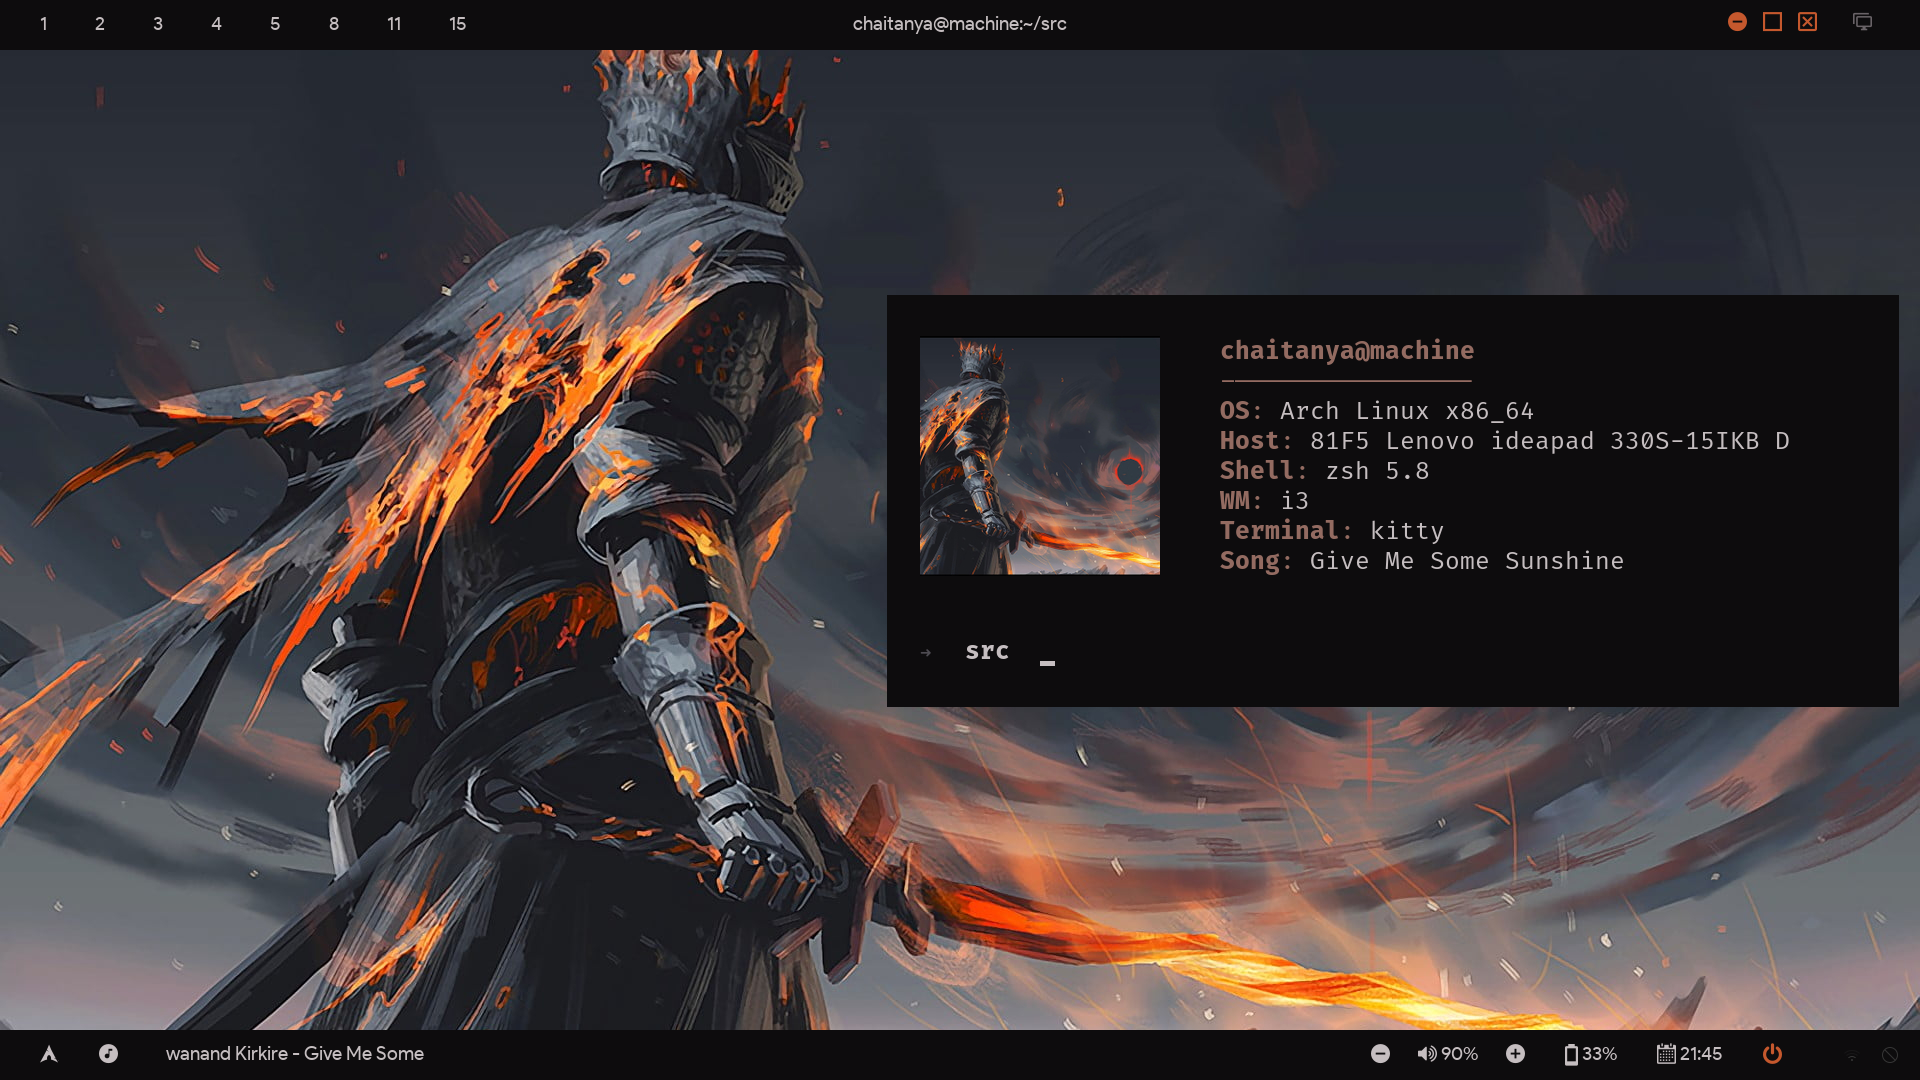 1 2 3 4 5 8 11 15 chaitanya@machine:~/src
chaitanya@machine
OS: Arch Linux x86_64
Host: 81F5 Lenovo ideapad 330S-15IKB D
Shell: zsh 5.8
WM: i3
Terminal: kitty
Song: Give Me Some Sunshine
→ src _
wanand Kirkire - Give Me Some 90% 33% 21:45